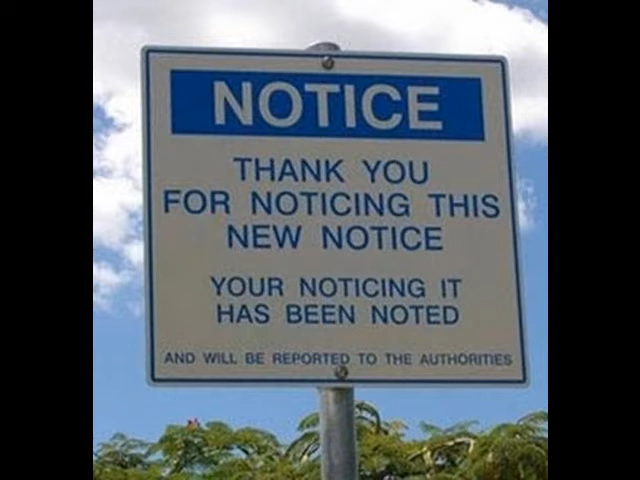 NOTICE
THANK YOU
FOR NOTICING THIS
NEW NOTICE
YOUR NOTICING IT
HAS BEEN NOTED
AND WILL BE REPORTED TO THE AUTHORITIES